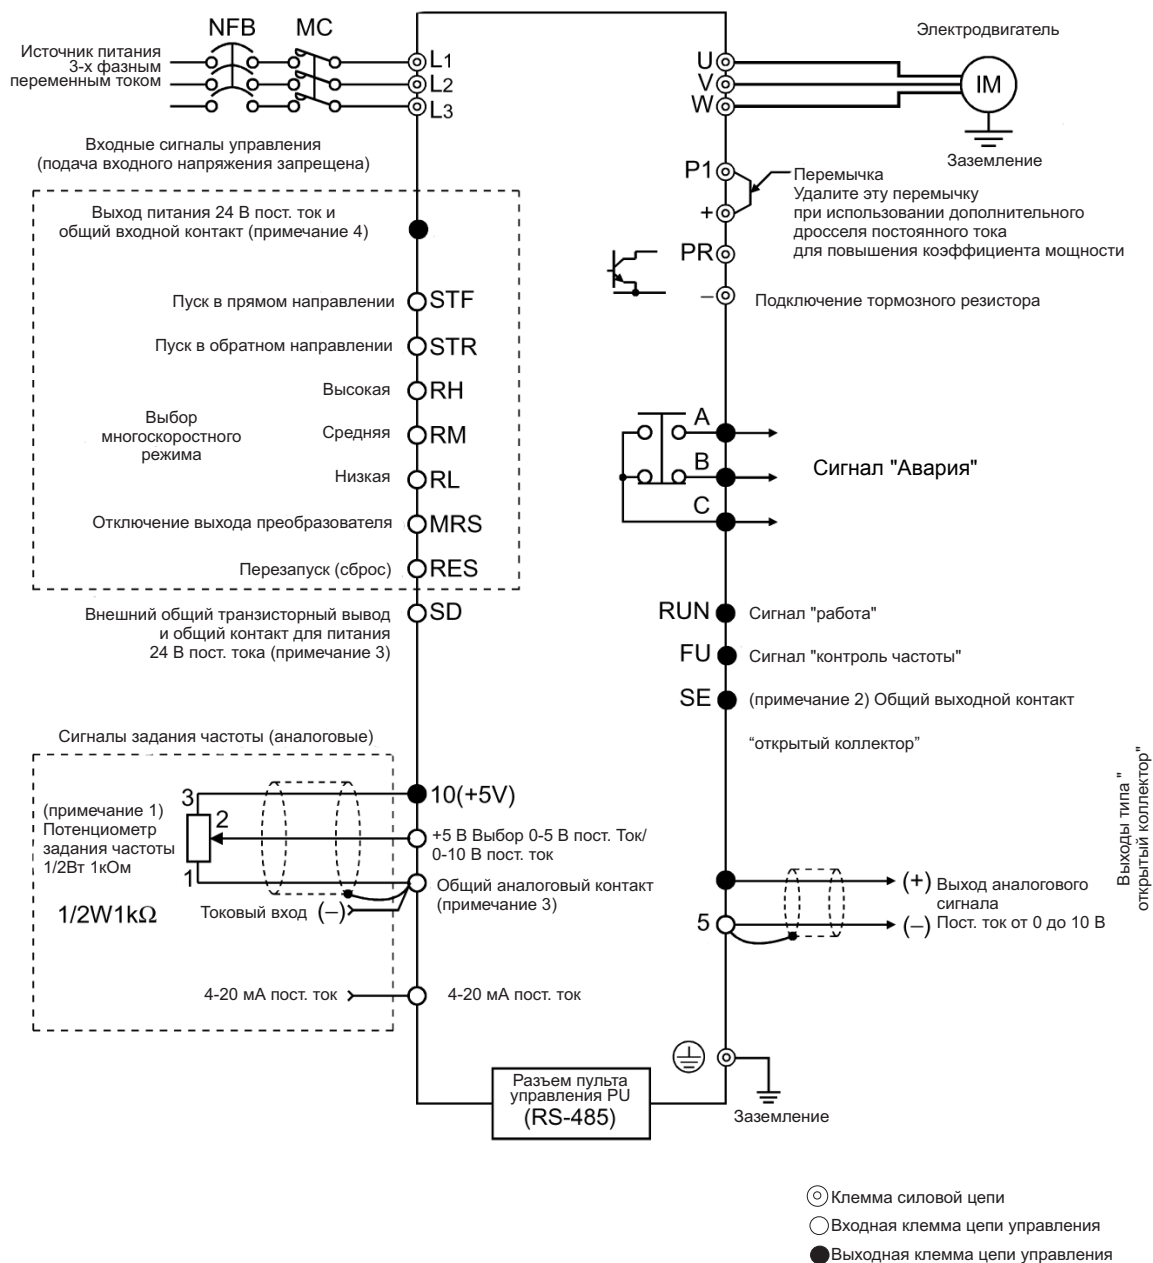 NFB MC
Источник питания
3-х фазным
переменным током
L1
L2
L3
Входные сигналы управления
(подача входного напряжения запрещена)
Выход питания 24 В пост. ток и
общий входной контакт (примечание 4)
Пуск в прямом направлении STF
Пуск в обратном направлении STR
Выбор
многоскоростного
режима
Высокая RH
Средняя RM
Низкая RL
Отключение выхода преобразователя MRS
Перезапуск (сброс) RES
Внешний общий транзисторный вывод SD
и общий контакт для питания
24 В пост. тока (примечание 3)
Сигналы задания частоты (аналоговые)
(примечание 1)
Потенциометр
задания частоты
1/2Вт 1кОм
1/2W1kΩ
3
2
1
10(+5V)
+5 В Выбор 0-5 В пост. Ток/
0-10 В пост. ток
Общий аналоговый контакт
(примечание 3)
Токовый вход (–)
4-20 мА пост. ток
4-20 мА пост. ток
Электродвигатель
U
V
W
IM
Заземление
P1
+
PR
–
Перемычка
Удалите эту перемычку
при использовании дополнительного
дросселя постоянного тока
для повышения коэффициента мощности
Подключение тормозного резистора
A
B
C
Сигнал "Авария"
RUN Сигнал "работа"
FU Сигнал "контроль частоты"
SE (примечание 2) Общий выходной контакт
“открытый коллектор”
Выходы типа "
открытый коллектор"
5
(+) Выход аналогового
сигнала
(–) Пост. ток от 0 до 10 В
Заземление
Разъем пульта
управления PU
(RS-485)
Клемма силовой цепи
Входная клемма цепи управления
Выходная клемма цепи управления